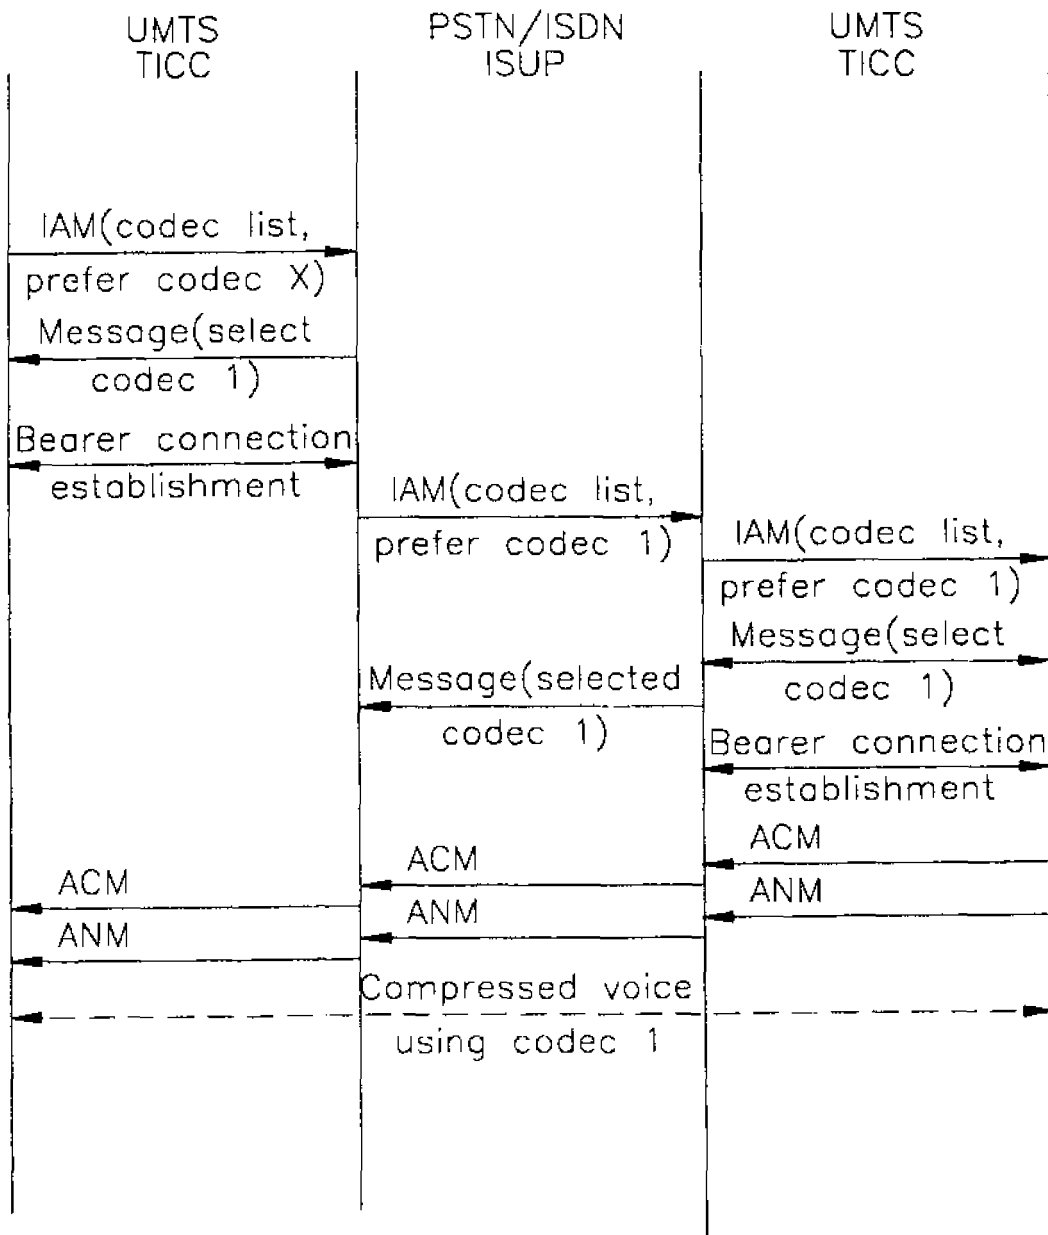 UMTS
TICC
PSTN/ISDN
ISUP
UMTS
TICC
IAM(codec list,
prefer codec X)
Message(select
codec 1)
Bearer connection
establishment
IAM(codec list,
prefer codec 1)
IAM(codec list,
prefer codec 1)
Message(select
codec 1)
Message(selected
codec 1)
Bearer connection
establishment
ACM
ACM
ACM
ANM
ANM
ANM
Compressed voice
using codec 1